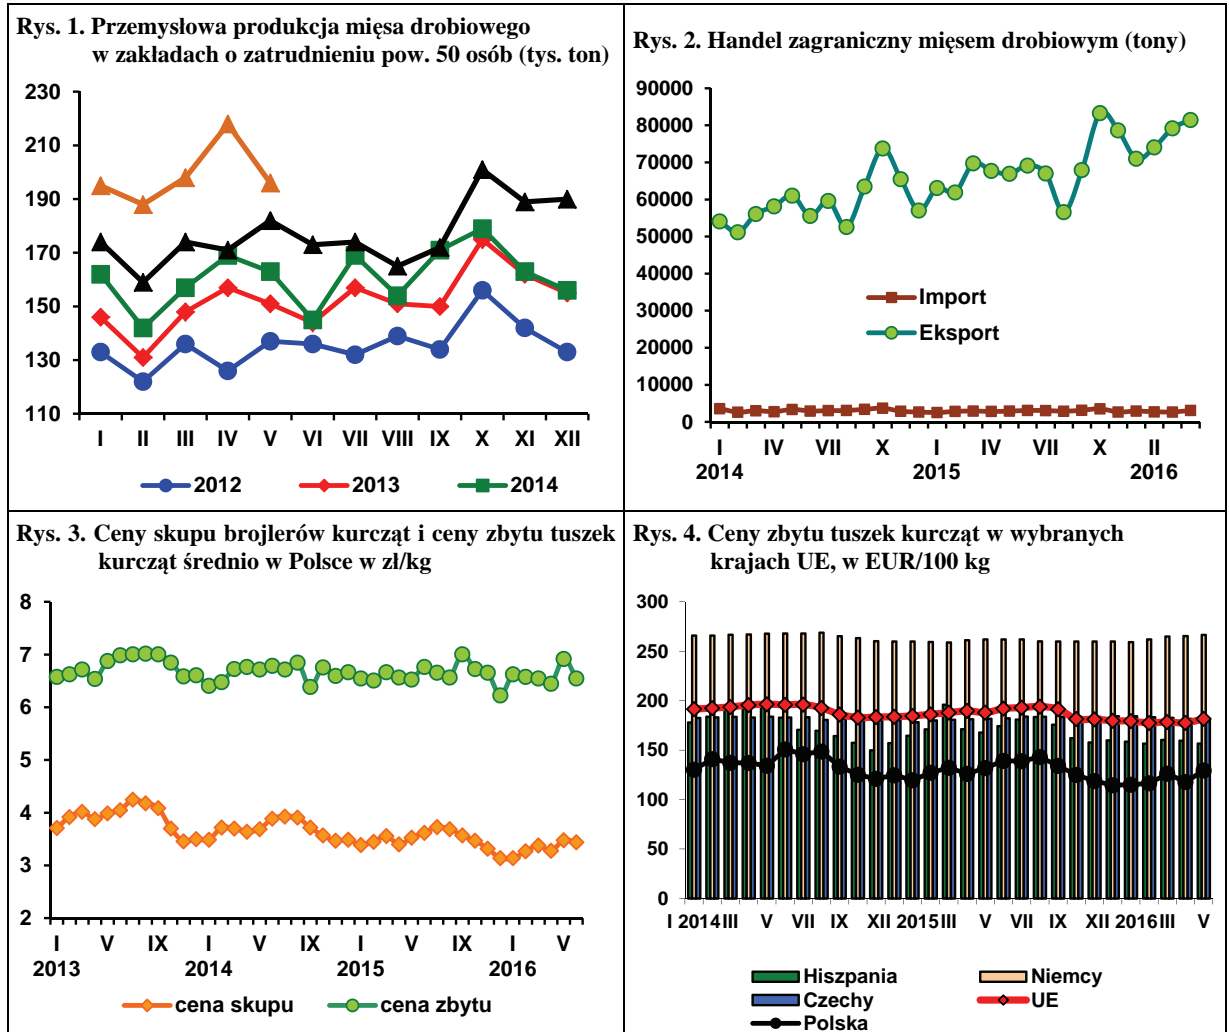 Rys. 1. Przemysłowa produkcja mięsa drobiowego
w zakładach o zatrudnieniu pow. 50 osób (tys. ton)
230
210
190
170
150
130
110
I II III IV V VI VII VIII IX X XI XII
2012 2013 2014
Rys. 2. Handel zagraniczny mięsem drobiowym (tony)
90000
80000
70000
60000
50000
40000
30000
20000
10000
0
Import
Eksport
I IV VII X I IV VII X II
2014 2015 2016
Rys. 3. Ceny skupu brojlerów kurcząt i ceny zbytu tuszek
kurcząt średnio w Polsce w zł/kg
8
7
6
5
4
3
2
I V IX I V IX I V IX I V
2013 2014 2015 2016
cena skupu cena zbytu
Rys. 4. Ceny zbytu tuszek kurcząt w wybranych
krajach UE, w EUR/100 kg
300
250
200
150
100
50
0
I 2014 III V VII IX XII 2015 III V VII IX XII 2016 III V
Hiszpania Niemcy
Czechy UE
Polska